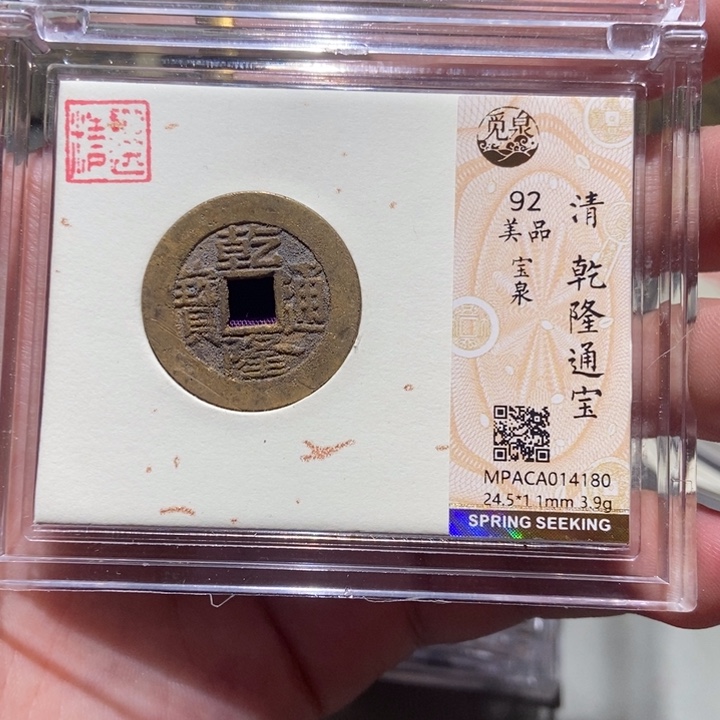 乾隆通寳
觅泉
92
美品
宝泉
清 乾隆通宝
MPACA014180
24.5*1.1mm 3.9g
SPRING SEEKING